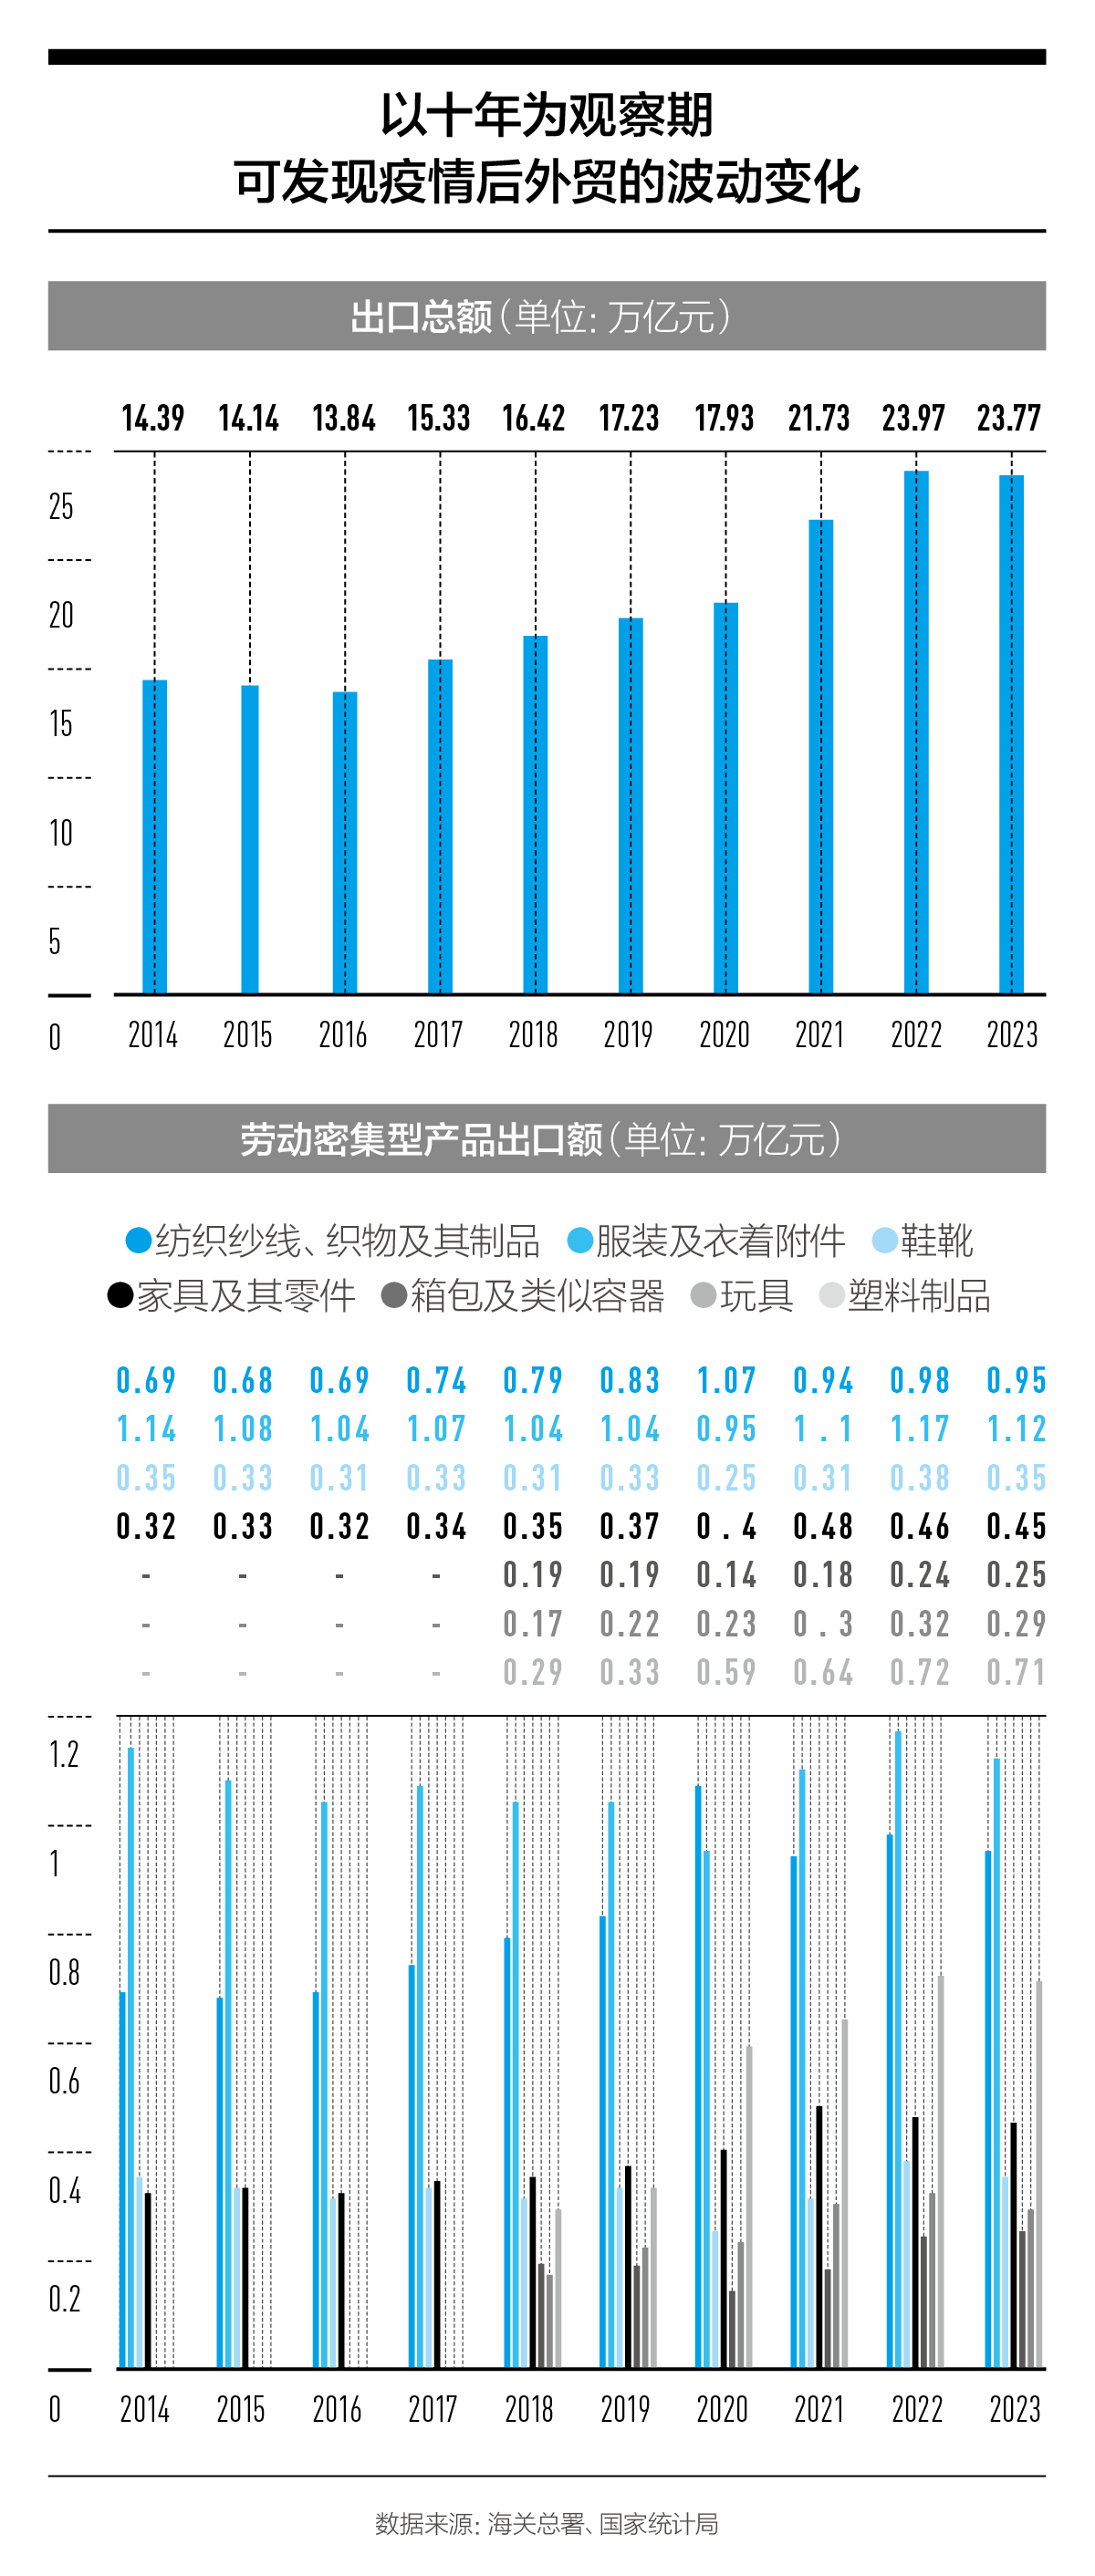 以十年为观察期
可发现疫情后外贸的波动变化
出口总额（单位：万亿元）
14.39 14.14 13.84 15.33 16.42 17.23 17.93 21.73 23.97 23.77
25
20
15
10
5
0 2014 2015 2016 2017 2018 2019 2020 2021 2022 2023
劳动密集型产品出口额（单位：万亿元）
纺织纱线、织物及其制品 服装及衣着附件 鞋靴
家具及其零件 箱包及类似容器 玩具 塑料制品
0.69 0.68 0.69 0.74 0.79 0.83 1.07 0.94 0.98 0.95
1.14 1.08 1.04 1.07 1.04 1.04 0.95 1.1 1.17 1.12
0.35 0.33 0.31 0.33 0.31 0.33 0.25 0.31 0.38 0.35
0.32 0.33 0.32 0.34 0.35 0.37 0.4 0.48 0.46 0.45
- - - - 0.19 0.19 0.14 0.18 0.24 0.25
- - - - 0.17 0.22 0.23 0.3 0.32 0.29
- - - - 0.29 0.33 0.59 0.64 0.72 0.71
1.2
1
0.8
0.6
0.4
0.2
0 2014 2015 2016 2017 2018 2019 2020 2021 2022 2023
数据来源：海关总署、国家统计局